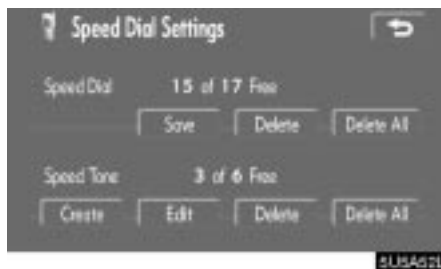 Speed Dial Settings
Speed Dial 15 of 17 Free
Save Delete Delete All
Speed Tone 3 of 6 Free
Create Edit Delete Delete All